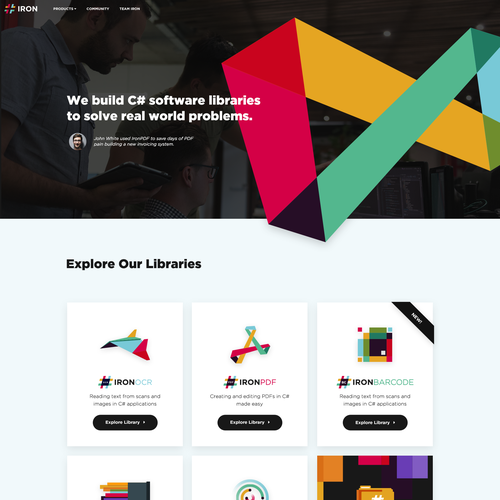 IRON
PRODUCTS
COMMUNITY
TEAM IRON
We build C# software libraries
to solve real world problems.
John White used IronPDF to save days of PDF
pain building a new invoicing system.
Explore Our Libraries
NEW!
IRONOCR
Reading text from scans and
images in C# applications
Explore Library
IRONPDF
Creating and editing PDFs in C#
made easy
Explore Library
IRONBARCODE
Reading text from scans and
images in C# applications
Explore Library